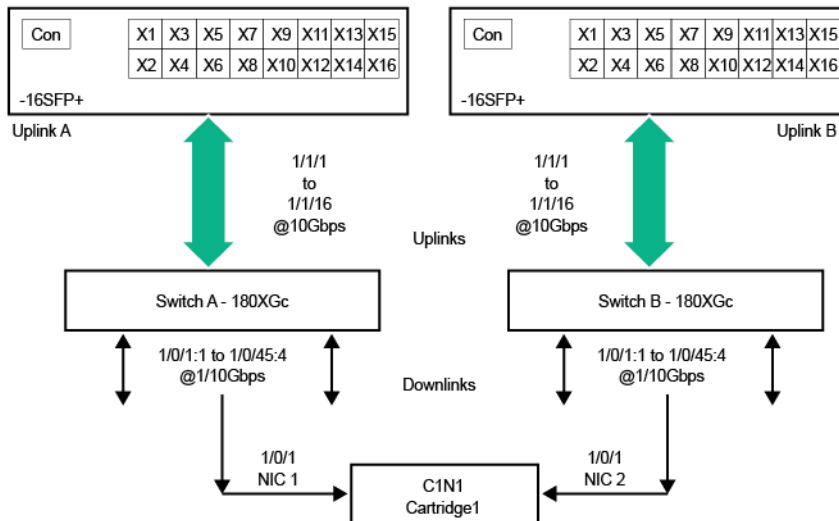 Con
X1 X3 X5 X7 X9 X11 X13 X15
X2 X4 X6 X8 X10 X12 X14 X16
-16SFP+
Uplink A
Con
X1 X3 X5 X7 X9 X11 X13 X15
X2 X4 X6 X8 X10 X12 X14 X16
-16SFP+
Uplink B
1/1/1
to
1/1/16
@10Gbps
Uplinks
1/1/1
to
1/1/16
@10Gbps
Switch A - 180XGc
Switch B - 180XGc
1/0/1:1 to 1/0/45:4
@1/10Gbps
Downlinks
1/0/1:1 to 1/0/45:4
@1/10Gbps
1/0/1
NIC 1
C1N1
Cartridge1
1/0/1
NIC 2